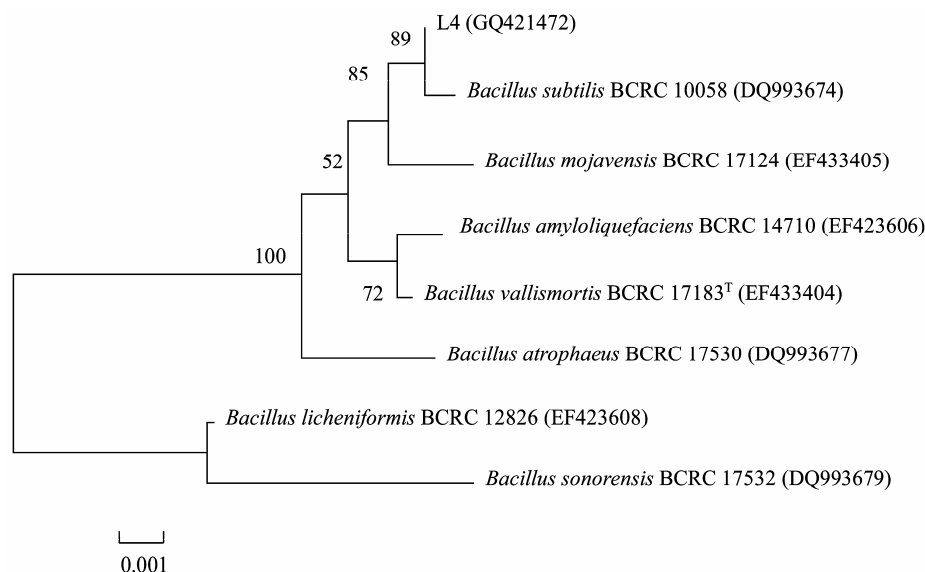 L4 (GQ421472)
89
85
Bacillus subtilis BCRC 10058 (DQ993674)
52
Bacillus mojavensis BCRC 17124 (EF433405)
Bacillus amyloliquefaciens BCRC 14710 (EF423606)
100
72
Bacillus vallismortis BCRC 17183ᵀ (EF433404)
Bacillus atrophaeus BCRC 17530 (DQ993677)
Bacillus licheniformis BCRC 12826 (EF423608)
Bacillus sonorensis BCRC 17532 (DQ993679)
0.001